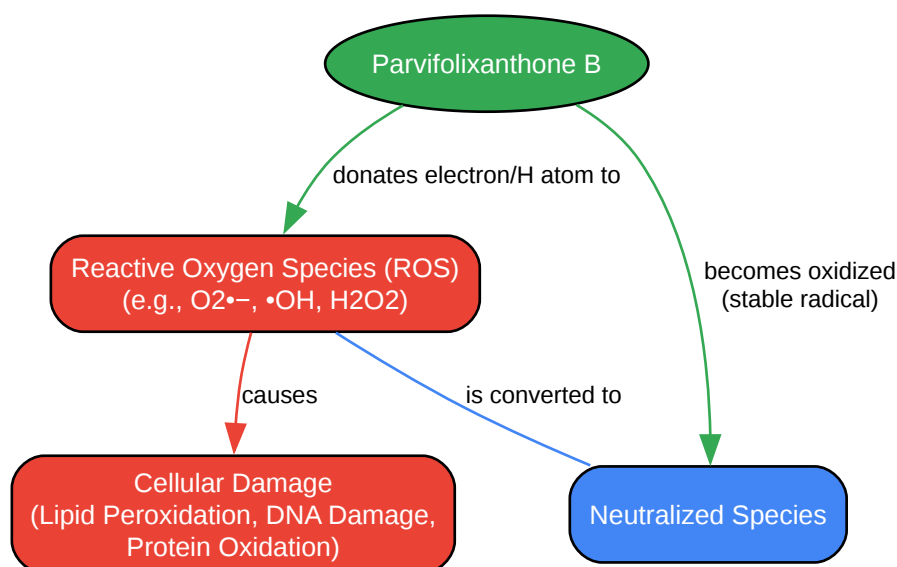 Parvifolixanthone B
donates electron/H atom to
Reactive Oxygen Species (ROS)
(e.g., O2•−, •OH, H2O2)
becomes oxidized
(stable radical)
causes
is converted to
Cellular Damage
(Lipid Peroxidation, DNA Damage,
Protein Oxidation)
Neutralized Species